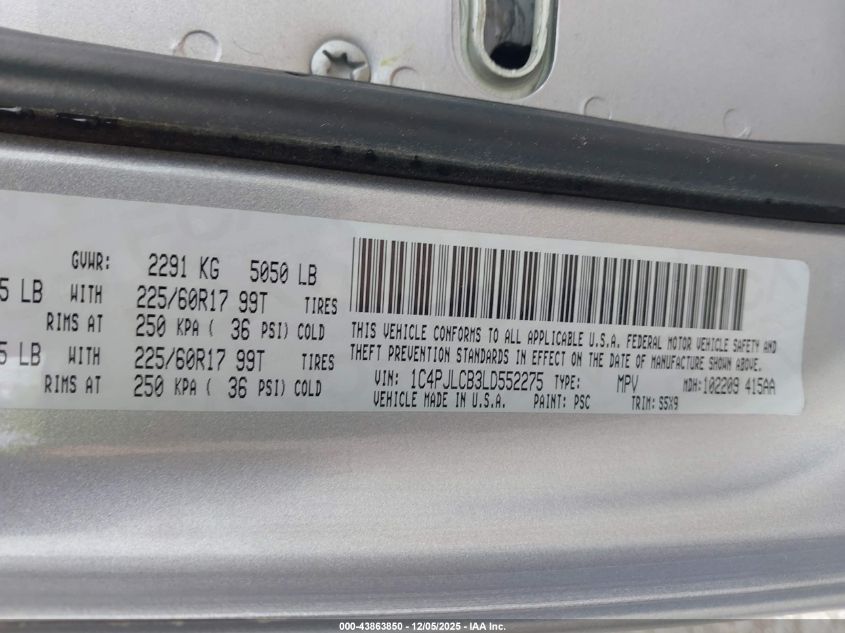 GVWR: 2291 KG 5050 LB
5 LB WITH 225/60R17 99T TIRES
RIMS AT 250 KPA ( 36 PSI) COLD
5 LB WITH 225/60R17 99T TIRES
RIMS AT 250 KPA ( 36 PSI) COLD
THIS VEHICLE CONFORMS TO ALL APPLICABLE U.S.A. FEDERAL MOTOR VEHICLE SAFETY AND
THEFT PREVENTION STANDARDS IN EFFECT ON THE DATE OF MANUFACTURE SHOWN ABOVE.
VIN: 1C4PJLCB3LD552275 TYPE: MPV MDH:102209 415AA
VEHICLE MADE IN U.S.A. PAINT: PSC TRIM: S5X9
000-43863850 - 12/05/2025 - IAA Inc.